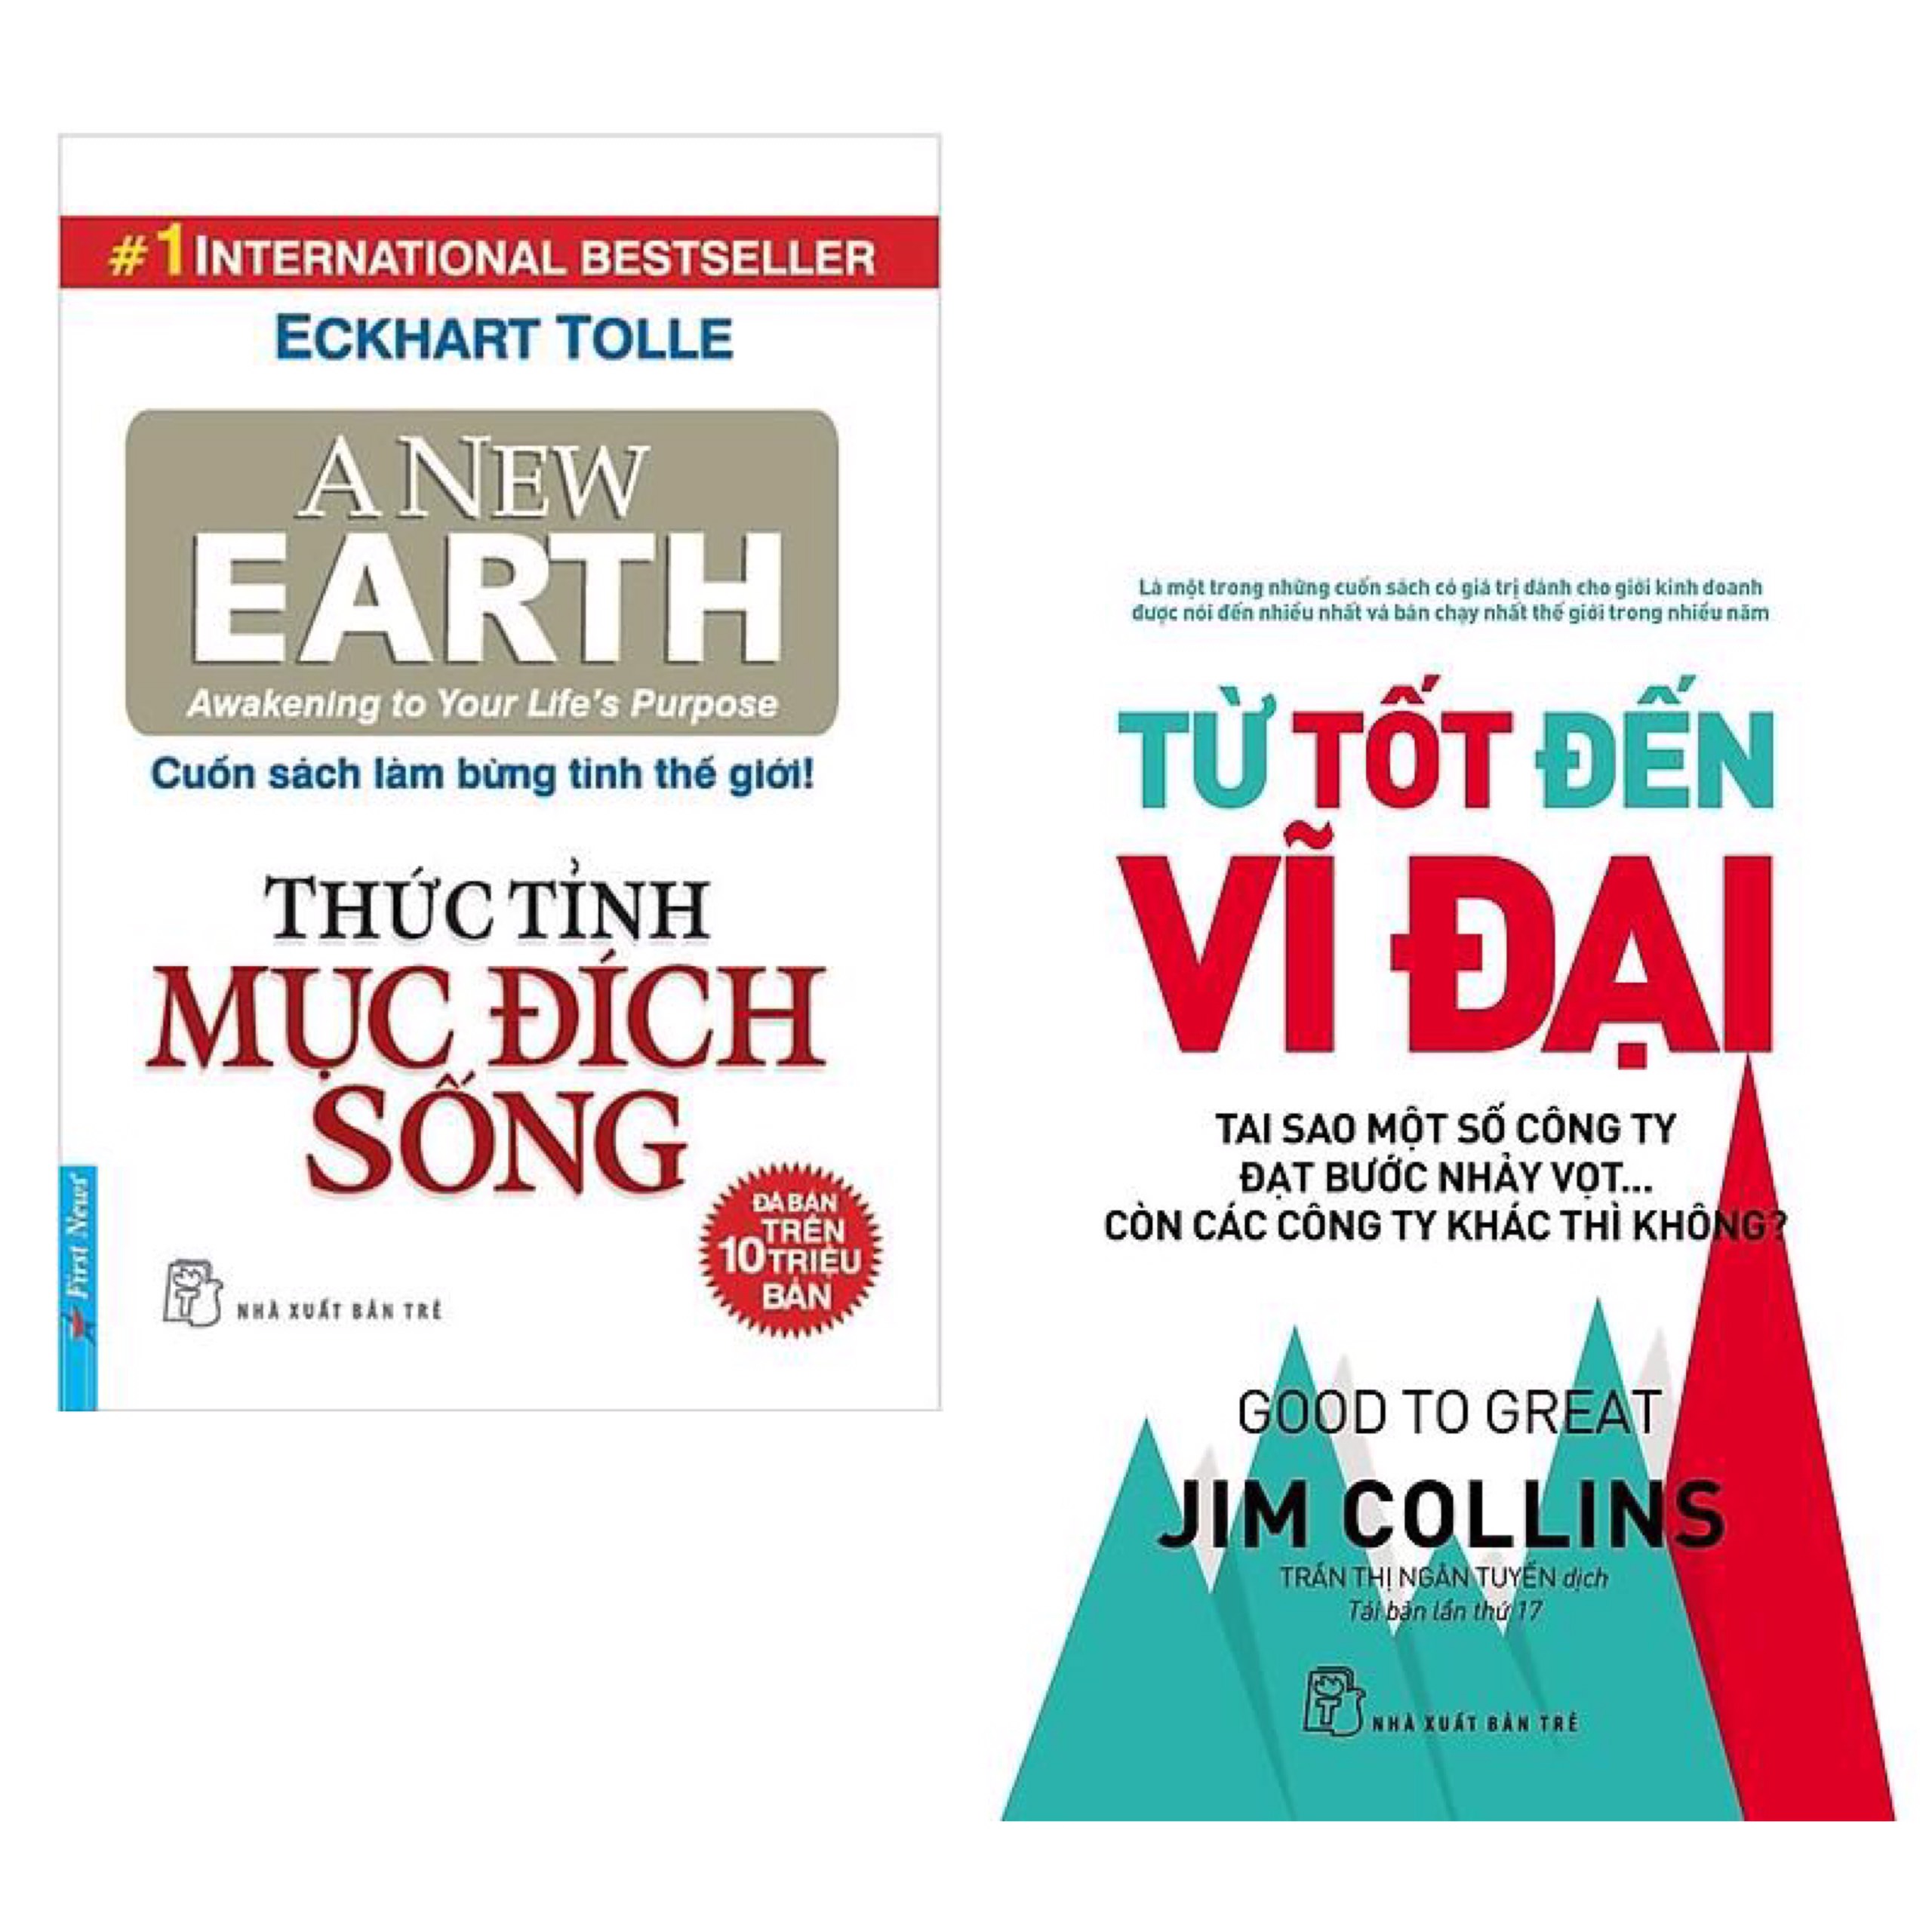 #1 INTERNATIONAL BESTSELLER
ECKHART TOLLE
A NEW
EARTH
Awakening to Your Life's Purpose
Cuốn sách làm bừng tỉnh thế giới!
THỨC TỈNH
MỤC ĐÍCH
SỐNG
ĐÃ BÁN
TRÊN
10 TRIỆU
BẢN
First News
NHÀ XUẤT BẢN TRẺ
Là một trong những cuốn sách có giá trị dành cho giới kinh doanh
được nói đến nhiều nhất và bán chạy nhất thế giới trong nhiều năm
TỪ TỐT ĐẾN
VĨ ĐẠI
TAI SAO MỘT SỐ CÔNG TY
ĐẠT BƯỚC NHẢY VỌT...
CÒN CÁC CÔNG TY KHÁC THÌ KHÔNG?
GOOD TO GREAT
JIM COLLINS
TRẦN THỊ NGÂN TUYẾN dịch
Tái bản lần thứ 17
NHÀ XUẤT BẢN TRẺ